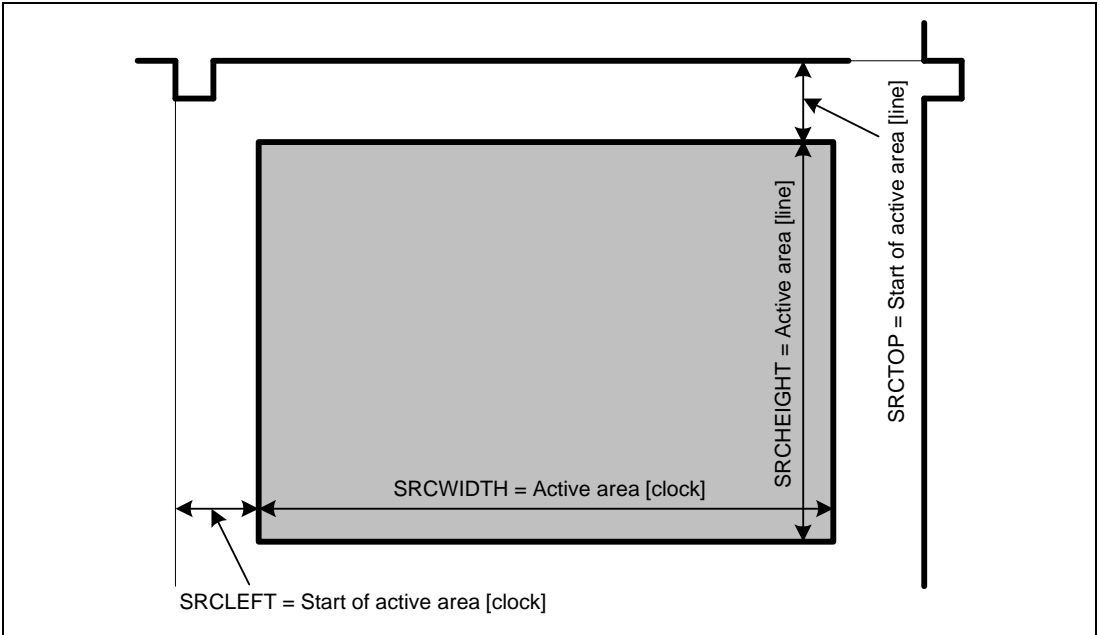 SRCTOP = Start of active area [line]
SRCHEIGHT = Active area [line]
SRCWIDTH = Active area [clock]
SRCLEFT = Start of active area [clock]